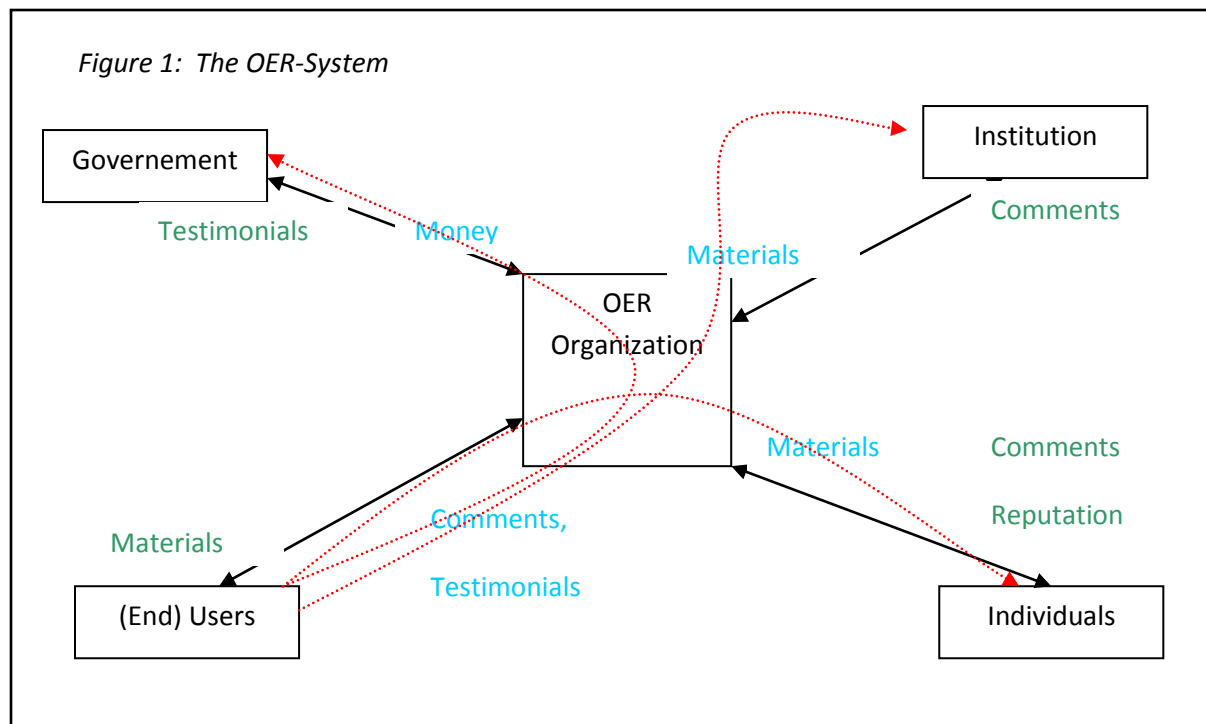 Figure 1: The OER-System
Governement
Institution
Testimonials
Money
Comments
Materials
OER
Organization
Materials
Comments
Reputation
Materials
Comments,
Testimonials
(End) Users
Individuals